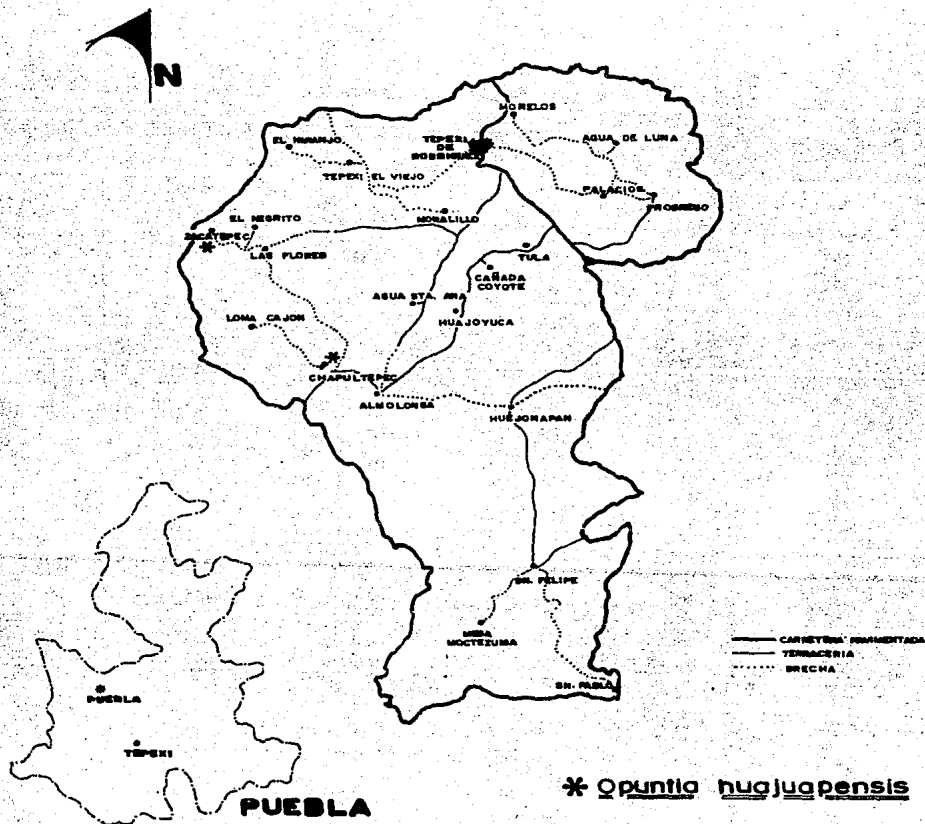 N
MORELOS
EL NARANJO
TEPEXI
DE
AGUA DE LUNA
TEPEXI EL VIEJO
PALACIOS
PROGRESO
MORALILLO
EL NEGRITO
ZACATEPEC
LAS FLORES
TULA
CAÑADA
COYOTE
AGUA STA. ANA
HUAJOYUCA
LOMA CAJON
CHAPULTEPEC
ALMOLONGA
HUEJONAPAN
SN. FELIPE
MESA
MOCTEZUMA
SN. PABLO
CARRETERA PAVIMENTADA
TERRACERIA
BRECHA
PUEBLA
TEPEXI
PUEBLA
* Opuntia huajuapensis